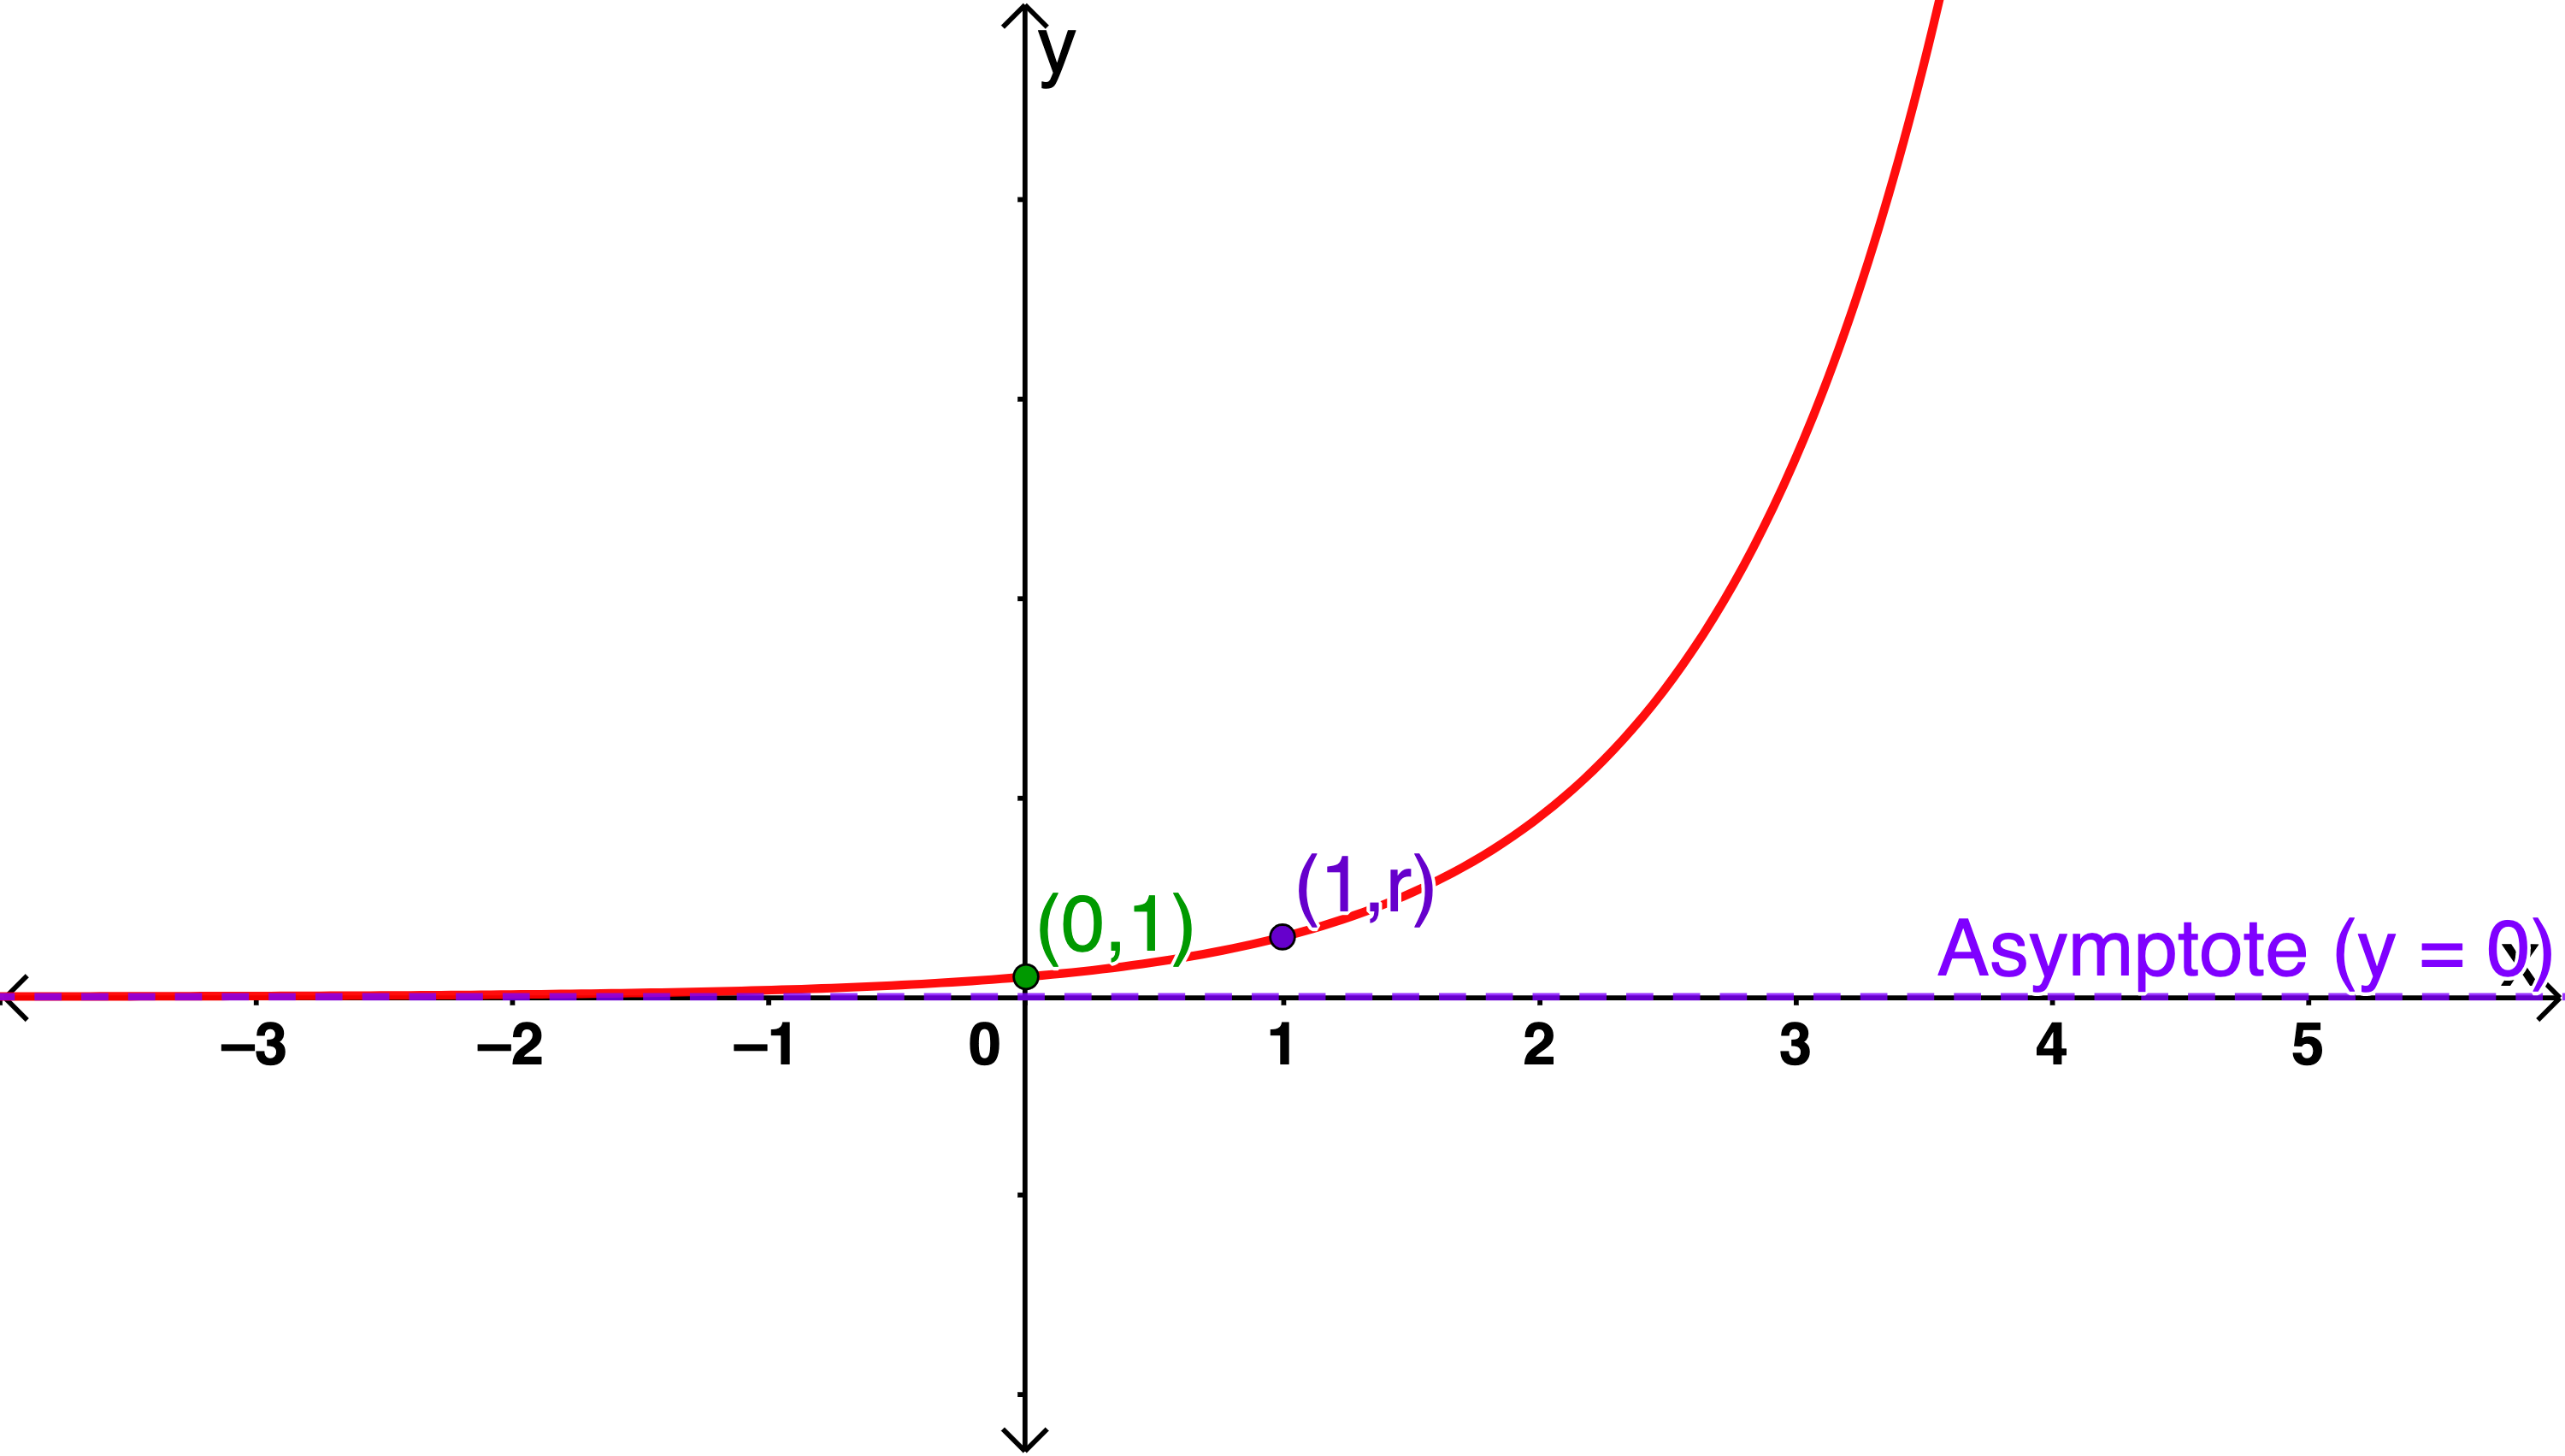 y
(1,r)
(0,1)
Asymptote (y = 0)
x
–3 –2 –1 0 1 2 3 4 5